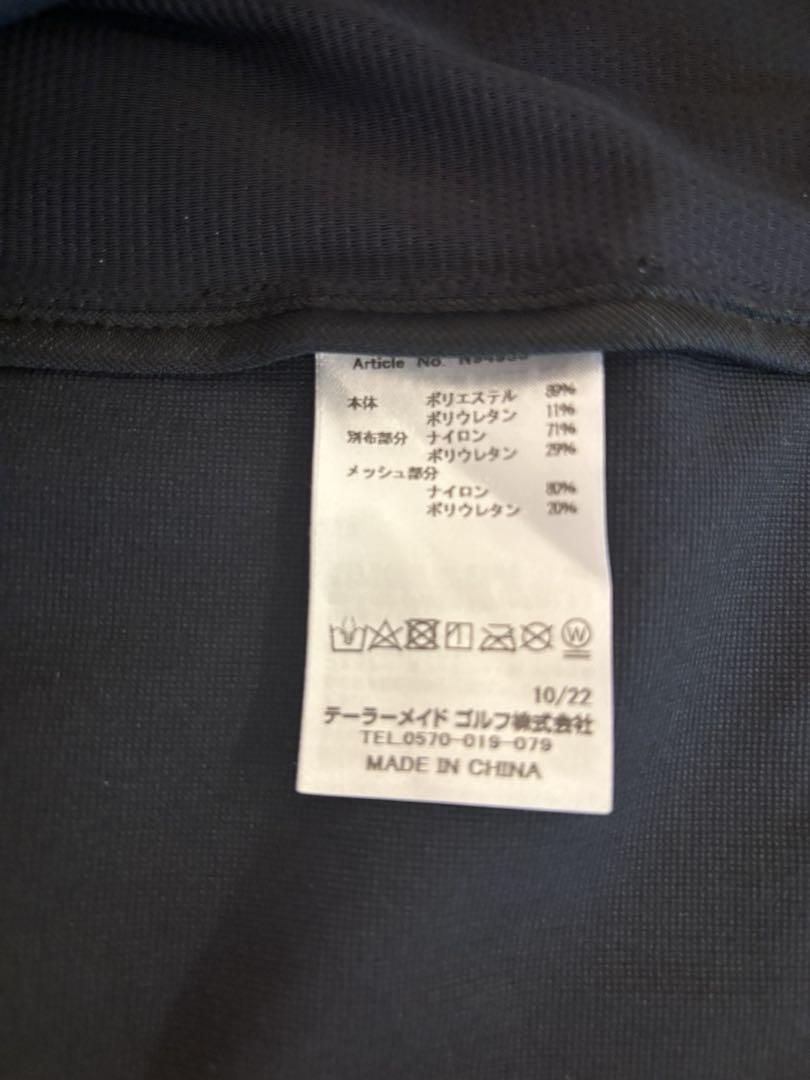 Article No.
本体 ポリエステル 89%
ポリウレタン 11%
別布部分 ナイロン 71%
ポリウレタン 29%
メッシュ部分
ナイロン 80%
ポリウレタン 20%
W
10/22
テーラーメイド ゴルフ株式会社
TEL.0570-019-079
MADE IN CHINA